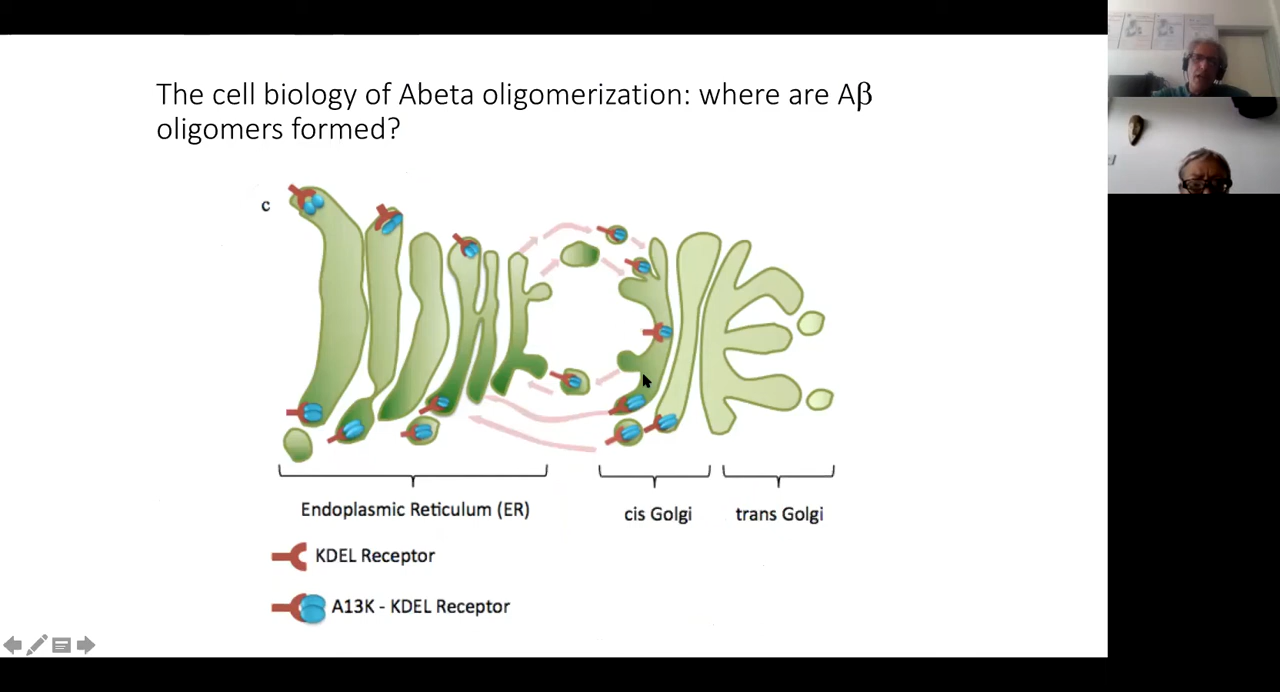 The cell biology of Abeta oligomerization: where are Aβ
oligomers formed?
c
Endoplasmic Reticulum (ER)
cis Golgi
trans Golgi
KDEL Receptor
A13K - KDEL Receptor